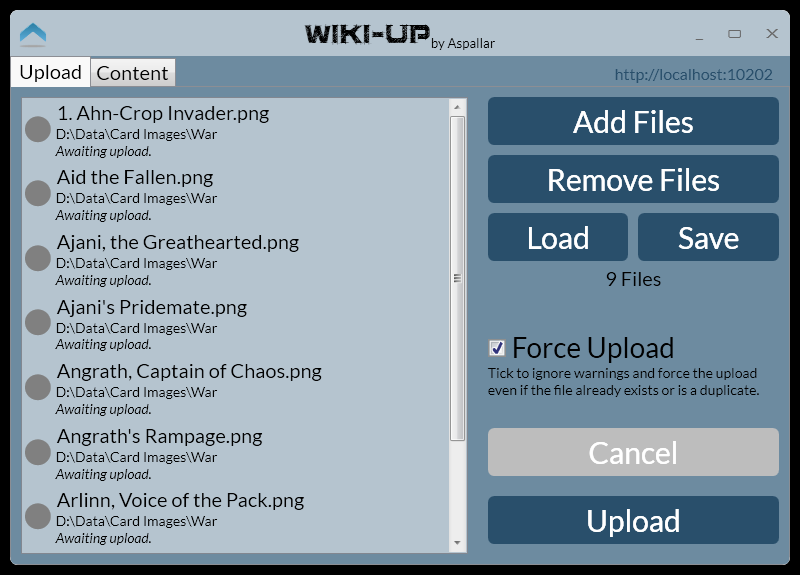 WIKI-UP by Aspallar
Upload Content
http://localhost:10202
1. Ahn-Crop Invader.png
D:\Data\Card Images\War
Awaiting upload.
Aid the Fallen.png
D:\Data\Card Images\War
Awaiting upload.
Ajani, the Greathearted.png
D:\Data\Card Images\War
Awaiting upload.
Ajani's Pridemate.png
D:\Data\Card Images\War
Awaiting upload.
Angrath, Captain of Chaos.png
D:\Data\Card Images\War
Awaiting upload.
Angrath's Rampage.png
D:\Data\Card Images\War
Awaiting upload.
Arlinn, Voice of the Pack.png
D:\Data\Card Images\War
Awaiting upload.
Add Files
Remove Files
Load Save
9 Files
Force Upload
Tick to ignore warnings and force the upload
even if the file already exists or is a duplicate.
Cancel
Upload